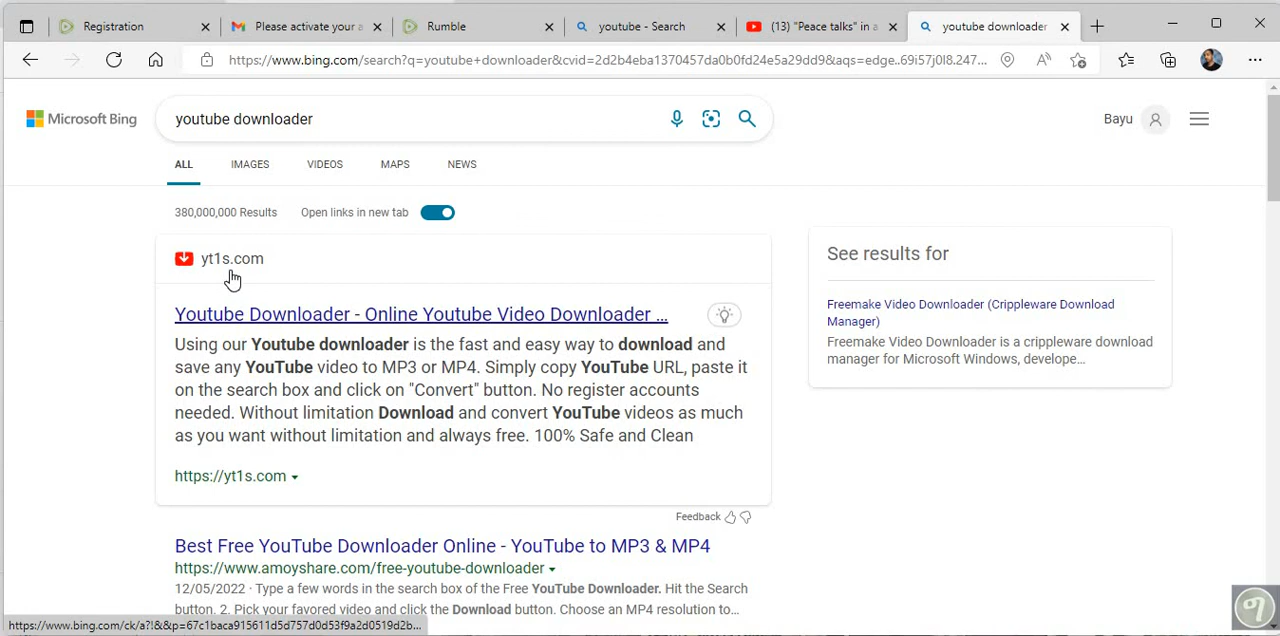 Registration
Please activate your a
Rumble
youtube - Search
(13) "Peace talks" in a
youtube downloader
https://www.bing.com/search?q=youtube+downloader&cvid=2d2b4eba1370457da0b0fd24e5a29dd9&aqs=edge..69i57j0l8.247...
Microsoft Bing
youtube downloader
Bayu
ALL
IMAGES
VIDEOS
MAPS
NEWS
380,000,000 Results
Open links in new tab
yt1s.com
Youtube Downloader - Online Youtube Video Downloader ...
Using our Youtube downloader is the fast and easy way to download and
save any YouTube video to MP3 or MP4. Simply copy YouTube URL, paste it
on the search box and click on "Convert" button. No register accounts
needed. Without limitation Download and convert YouTube videos as much
as you want without limitation and always free. 100% Safe and Clean
https://yt1s.com
Feedback
See results for
Freemake Video Downloader (Crippleware Download
Manager)
Freemake Video Downloader is a crippleware download
manager for Microsoft Windows, develope...
Best Free YouTube Downloader Online - YouTube to MP3 & MP4
https://www.amoyshare.com/free-youtube-downloader
12/05/2022 · Type a few words in the search box of the Free YouTube Downloader. Hit the Search
button. 2. Pick your favored video and click the Download button. Choose an MP4 resolution to...
https://www.bing.com/ck/a?!&&p=67c1baca915611d5d757d0d53f9a2d0519d2b...